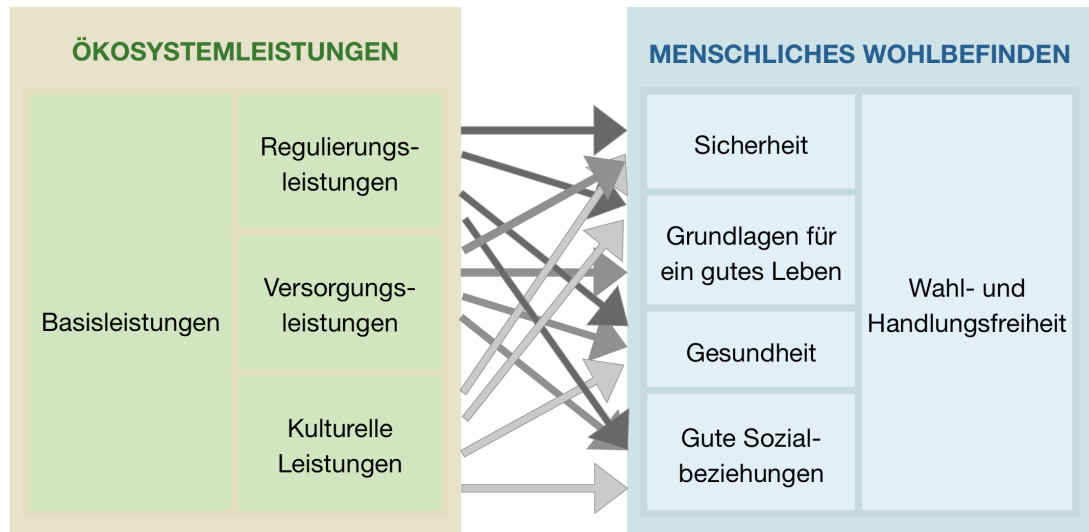 ÖKOSYSTEMLEISTUNGEN
Basisleistungen
Regulierungs-
leistungen
Versorgungs-
leistungen
Kulturelle
Leistungen
MENSCHLICHES WOHLBEFINDEN
Sicherheit
Grundlagen für
ein gutes Leben
Gesundheit
Gute Sozial-
beziehungen
Wahl- und
Handlungsfreiheit